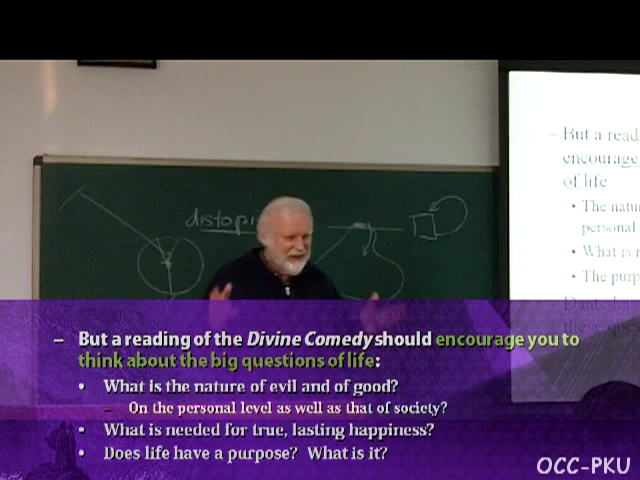 distopi
– But a read
encourage
of life
• The natu
personal
• What is n
• The purp
– But a reading of the Divine Comedy should encourage you to
think about the big questions of life:
• What is the nature of evil and of good?
– On the personal level as well as that of society?
• What is needed for true, lasting happiness?
• Does life have a purpose? What is it?
OCC-PKU